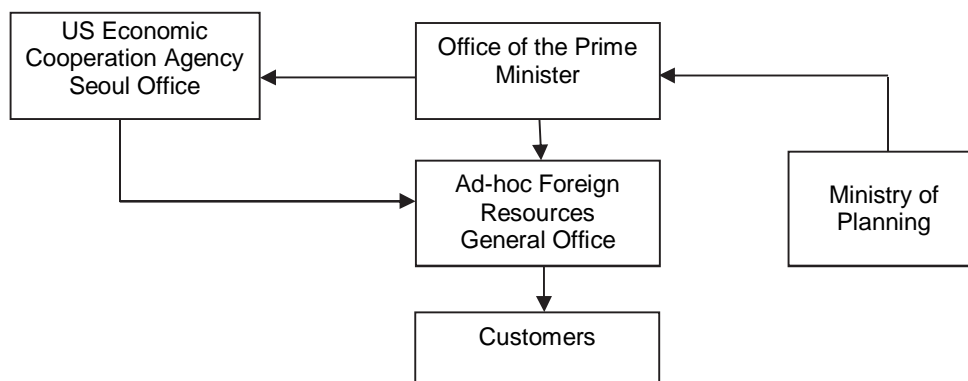 US Economic
Cooperation Agency
Seoul Office
Office of the Prime
Minister
Ad-hoc Foreign
Resources
General Office
Ministry of
Planning
Customers